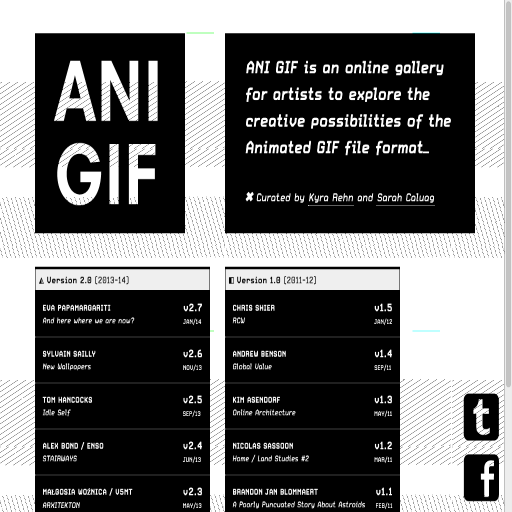 ANI
GIF
ANI GIF is an online gallery
for artists to explore the
creative possibilities of the
Animated GIF file format_
✖ Curated by Kyra Rehn and Sarah Caluag
Version 2.0 (2013-14)
EVA PAPAMARGARITI v2.7
And here where we are now? JAN/14
SYLVAIN SAILLY v2.6
New Wallpapers NOV/13
TOM HANCOCKS v2.5
Idle Self SEP/13
ALEX BOND / ENSO v2.4
STAIRWAYS JUN/13
MAŁGOSIA WOŹNICA / V5MT v2.3
ARKITEKTON MAY/13
Version 1.0 (2011-12)
CHRIS SHIER v1.5
RCW JAN/12
ANDREW BENSON v1.4
Global Value SEP/11
KIM ASENDORF v1.3
Online Architecture MAY/11
NICOLAS SASSOON v1.2
Home / Land Studies #2 MAR/11
BRANDON JAN BLOMMAERT v1.1
A Poorly Punctuated Story About Astroids FEB/11
t
f